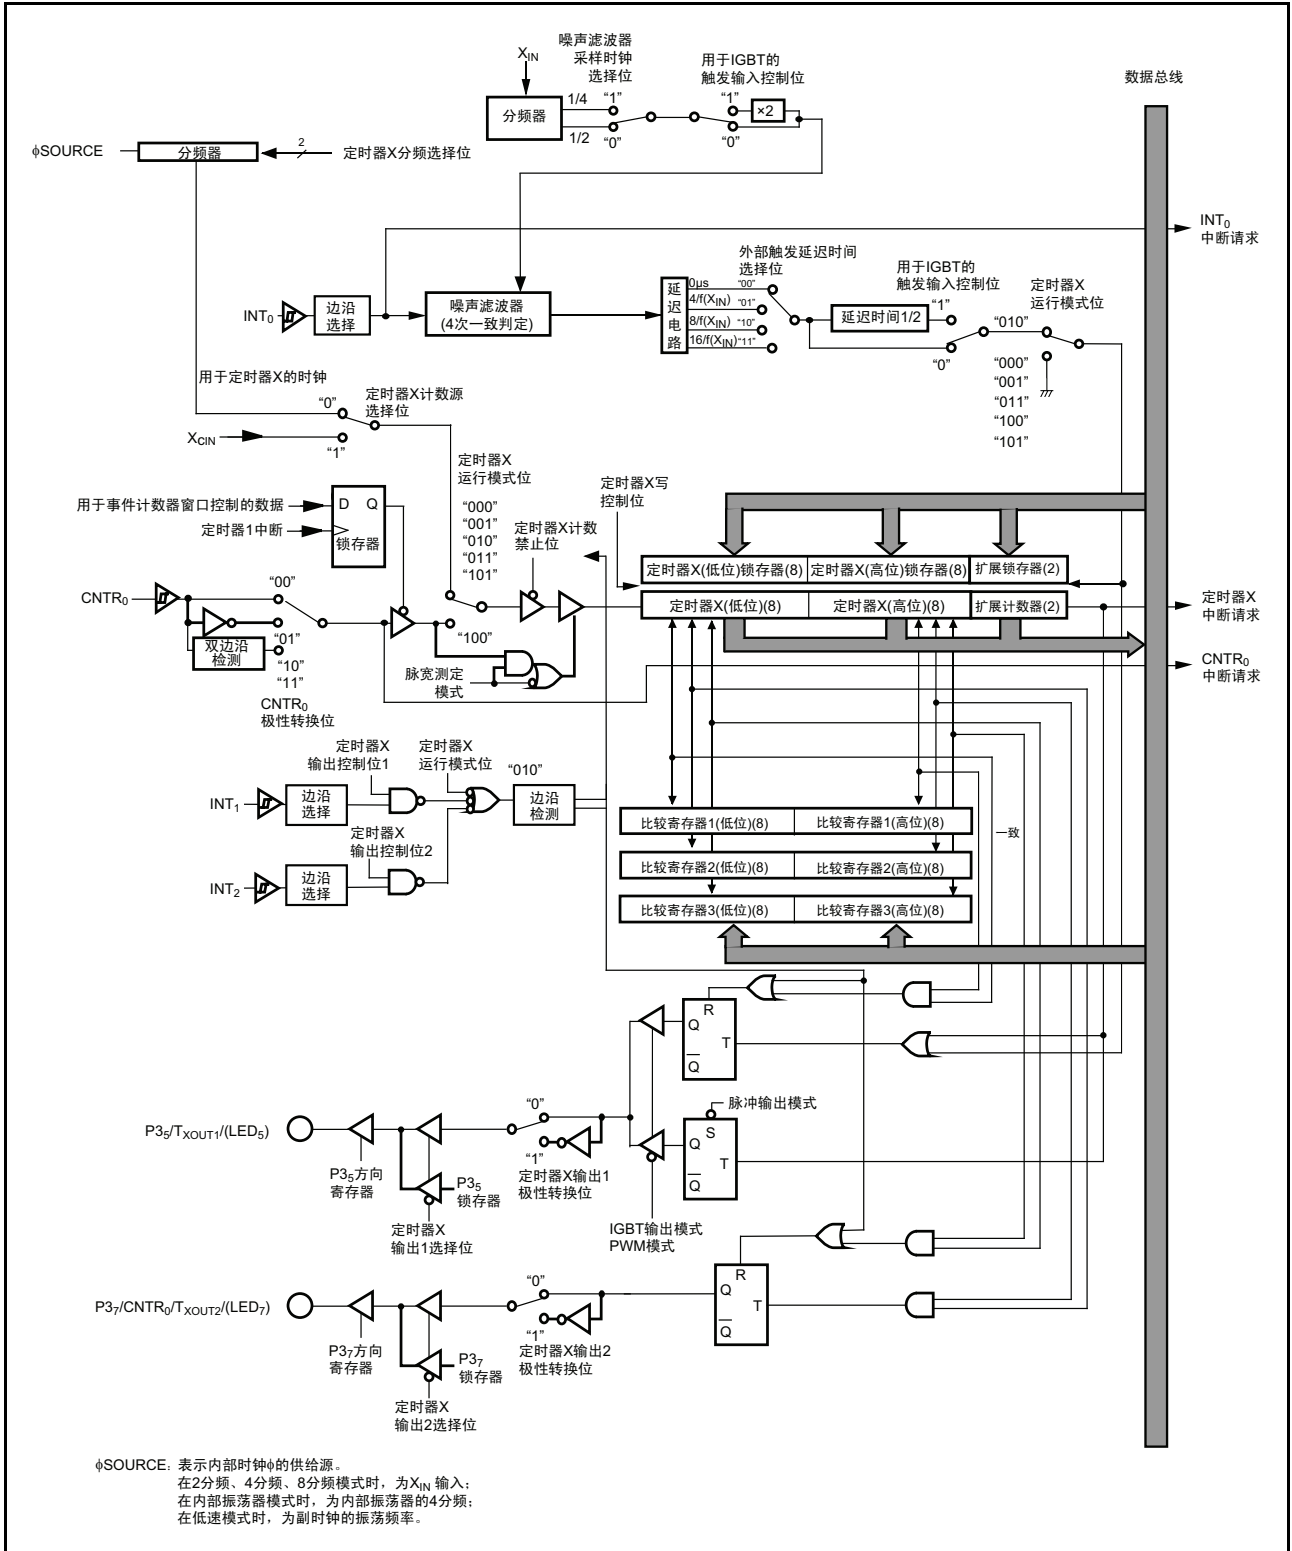 X_IN
噪声滤波器
采样时钟
选择位
用于IGBT的
触发输入控制位
数据总线
分频器
1/4
1/2
“1”
“0”
“1”
“0”
×2
ϕSOURCE
分频器
2
定时器X分频选择位
INT₀
中断请求
外部触发延迟时间
选择位
用于IGBT的
触发输入控制位
定时器X
运行模式位
INT₀
边沿
选择
噪声滤波器
(4次一致判定)
延
迟
电
路
0μs “00”
4/f(X_IN) “01”
8/f(X_IN) “10”
16/f(X_IN) “11”
延迟时间1/2
“1”
“0”
“010”
“000”
“001”
“011”
“100”
“101”
用于定时器X的时钟
“0”
定时器X计数源
选择位
X_CIN
“1”
定时器X
运行模式位
“000”
“001”
“010”
“011”
“101”
“100”
用于事件计数器窗口控制的数据
定时器1中断
D Q
锁存器
定时器X计数
禁止位
定时器X写
控制位
定时器X(低位)锁存器(8)
定时器X(高位)锁存器(8)
扩展锁存器(2)
定时器X(低位)(8)
定时器X(高位)(8)
扩展计数器(2)
定时器X
中断请求
CNTR₀
中断请求
CNTR₀
“00”
“01”
“10”
“11”
双边沿
检测
CNTR₀
极性转换位
脉宽测定
模式
定时器X
输出控制位1
定时器X
运行模式位
“010”
INT₁
边沿
选择
边沿
检测
定时器X
输出控制位2
INT₂
边沿
选择
比较寄存器1(低位)(8)
比较寄存器1(高位)(8)
一致
比较寄存器2(低位)(8)
比较寄存器2(高位)(8)
比较寄存器3(低位)(8)
比较寄存器3(高位)(8)
R
Q
T
Q̅
脉冲输出模式
S
Q
T
Q̅
P3₅/T_XOUT1/(LED₅)
“0”
“1”
定时器X输出1
极性转换位
P3₅方向
寄存器
P3₅
锁存器
定时器X
输出1选择位
IGBT输出模式
PWM模式
R
Q
T
Q̅
P3₇/CNTR₀/T_XOUT2/(LED₇)
“0”
“1”
定时器X输出2
极性转换位
P3₇方向
寄存器
P3₇
锁存器
定时器X
输出2选择位
ϕSOURCE: 表示内部时钟ϕ的供给源。
在2分频、4分频、8分频模式时，为X_IN 输入；
在内部振荡器模式时，为内部振荡器的4分频；
在低速模式时，为副时钟的振荡频率。